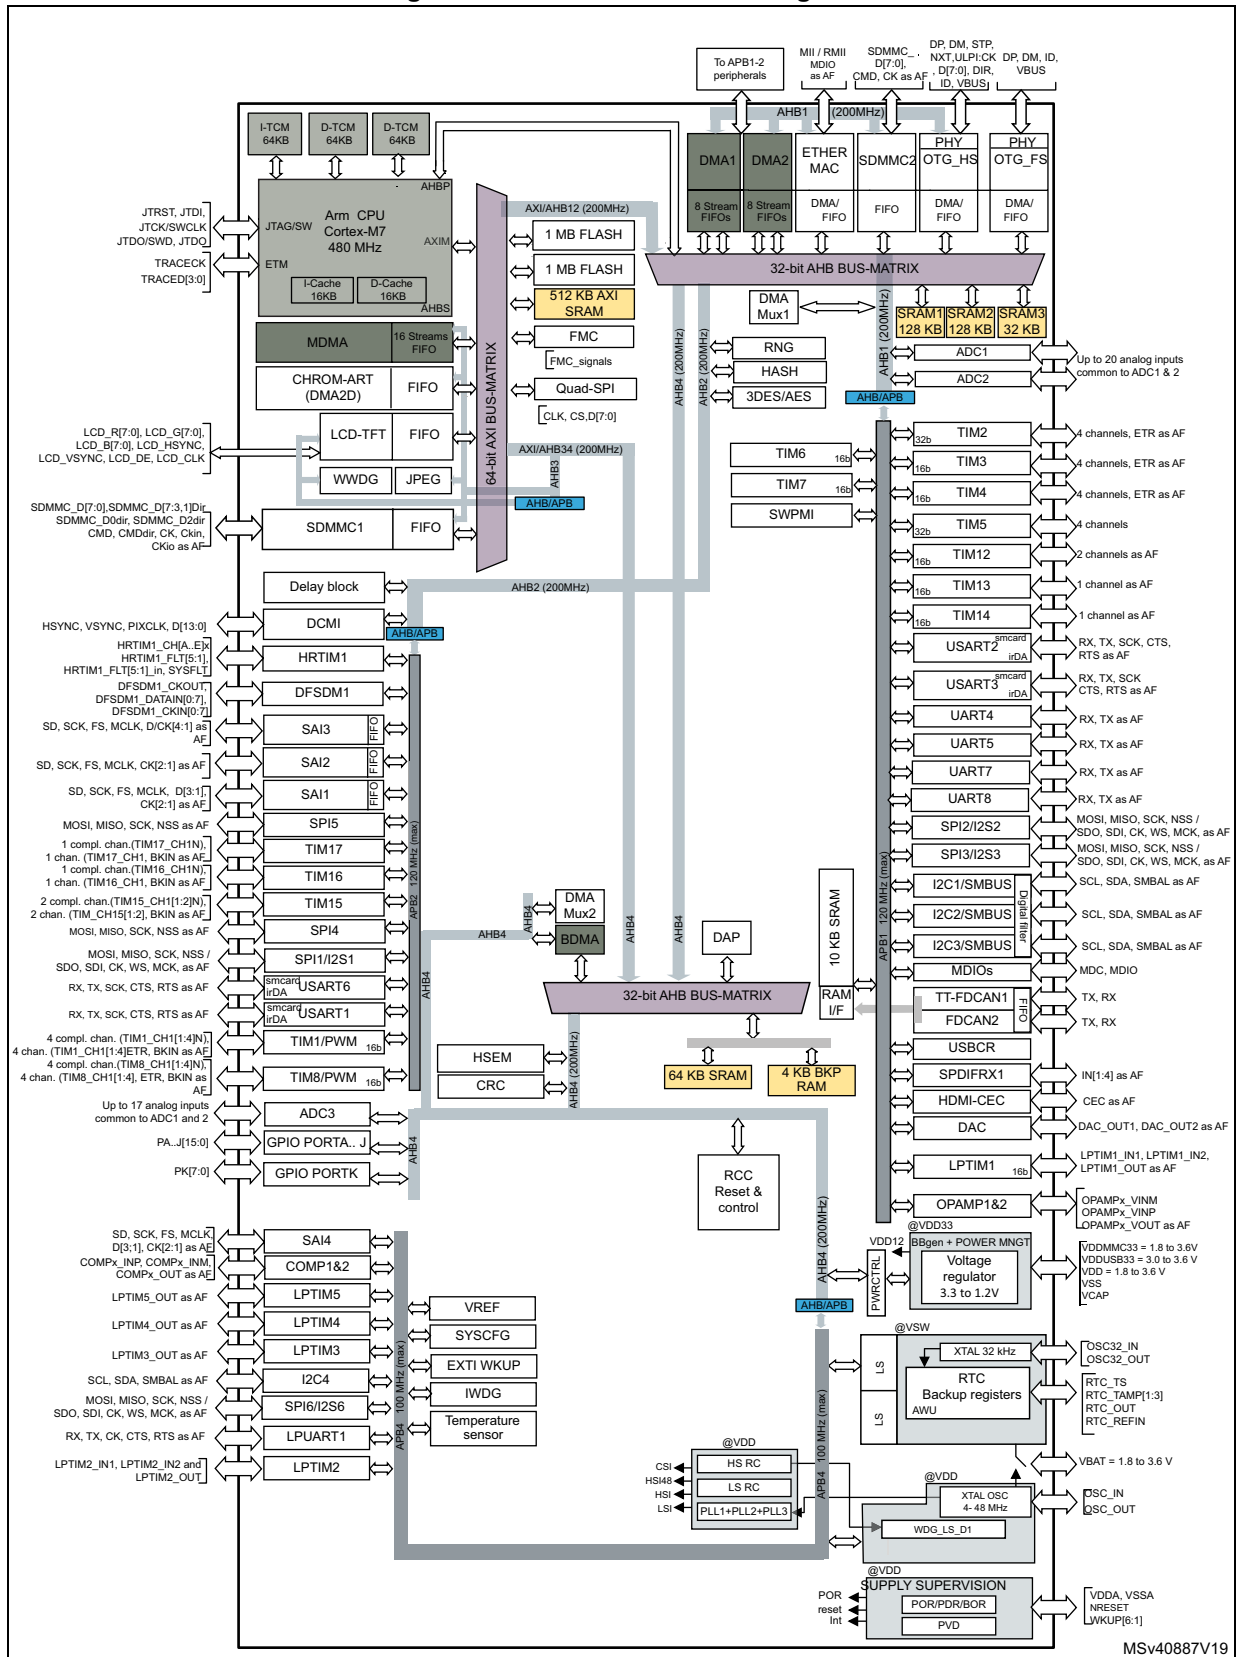 To APB1-2
peripherals
MII / RMII
MDIO
as AF
SDMMC_
D[7:0],
CMD, CK as AF
DP, DM, STP,
NXT,ULPI:CK
, D[7:0], DIR,
ID, VBUS
DP, DM, ID,
VBUS
AHB1 (200MHz)
I-TCM
64KB
D-TCM
64KB
D-TCM
64KB
DMA1
8 Stream
FIFOs
DMA2
8 Stream
FIFOs
ETHER
MAC
DMA/
FIFO
SDMMC2
FIFO
PHY
OTG_HS
DMA/
FIFO
PHY
OTG_FS
DMA/
FIFO
AHBP
Arm CPU
Cortex-M7
480 MHz
JTAG/SW
ETM
AXIM
AHBS
I-Cache
16KB
D-Cache
16KB
JTRST, JTDI,
JTCK/SWCLK
JTDO/SWD, JTDO
TRACECK
TRACED[3:0]
AXI/AHB12 (200MHz)
1 MB FLASH
1 MB FLASH
512 KB AXI
SRAM
FMC
FMC_signals
Quad-SPI
CLK, CS,D[7:0]
64-bit AXI BUS-MATRIX
32-bit AHB BUS-MATRIX
DMA
Mux1
SRAM1
128 KB
SRAM2
128 KB
SRAM3
32 KB
MDMA
16 Streams
FIFO
CHROM-ART
(DMA2D)
FIFO
LCD-TFT
FIFO
WWDG
JPEG
SDMMC1
FIFO
LCD_R[7:0], LCD_G[7:0],
LCD_B[7:0], LCD_HSYNC,
LCD_VSYNC, LCD_DE, LCD_CLK
SDMMC_D[7:0],SDMMC_D[7:3,1]Dir
SDMMC_D0dir, SDMMC_D2dir
CMD, CMDdir, CK, Ckin,
CKio as AF
AXI/AHB34 (200MHz)
AHB3
AHB/APB
AHB4 (200MHz)
AHB2 (200MHz)
AHB1 (200MHz)
RNG
HASH
3DES/AES
ADC1
ADC2
Up to 20 analog inputs
common to ADC1 & 2
AHB/APB
TIM6
16b
TIM7
16b
SWPMI
TIM2
32b
4 channels, ETR as AF
TIM3
16b
4 channels, ETR as AF
TIM4
16b
4 channels, ETR as AF
TIM5
32b
4 channels
TIM12
16b
2 channels as AF
TIM13
16b
1 channel as AF
TIM14
16b
1 channel as AF
USART2
smcard
irDA
RX, TX, SCK, CTS,
RTS as AF
USART3
smcard
irDA
RX, TX, SCK
CTS, RTS as AF
UART4
RX, TX as AF
UART5
RX, TX as AF
UART7
RX, TX as AF
UART8
RX, TX as AF
SPI2/I2S2
MOSI, MISO, SCK, NSS /
SDO, SDI, CK, WS, MCK, as AF
SPI3/I2S3
MOSI, MISO, SCK, NSS /
SDO, SDI, CK, WS, MCK, as AF
I2C1/SMBUS
SCL, SDA, SMBAL as AF
I2C2/SMBUS
SCL, SDA, SMBAL as AF
I2C3/SMBUS
SCL, SDA, SMBAL as AF
Digital filter
MDIOs
MDC, MDIO
TT-FDCAN1
TX, RX
FDCAN2
TX, RX
FIFO
USBCR
SPDIFRX1
IN[1:4] as AF
HDMI-CEC
CEC as AF
DAC
DAC_OUT1, DAC_OUT2 as AF
LPTIM1
16b
LPTIM1_IN1, LPTIM1_IN2,
LPTIM1_OUT as AF
OPAMP1&2
OPAMPx_VINM
OPAMPx_VINP
OPAMPx_VOUT as AF
APB1 120 MHz (max)
10 KB SRAM
RAM
I/F
Delay block
AHB2 (200MHz)
DCMI
HSYNC, VSYNC, PIXCLK, D[13:0]
AHB/APB
HRTIM1
HRTIM1_CH[A..E]x
HRTIM1_FLT[5:1],
HRTIM1_FLT[5:1]_in, SYSFLT
DFSDM1
DFSDM1_CKOUT,
DFSDM1_DATAIN[0:7],
DFSDM1_CKIN[0:7]
SAI3
FIFO
SD, SCK, FS, MCLK, D/CK[4:1] as
AF
SAI2
FIFO
SD, SCK, FS, MCLK, CK[2:1] as AF
SAI1
FIFO
SD, SCK, FS, MCLK, D[3:1],
CK[2:1] as AF
SPI5
MOSI, MISO, SCK, NSS as AF
TIM17
1 compl. chan.(TIM17_CH1N),
1 chan. (TIM17_CH1, BKIN as AF
TIM16
1 compl. chan.(TIM16_CH1N),
1 chan. (TIM16_CH1, BKIN as AF
TIM15
2 compl. chan.(TIM15_CH1[1:2]N),
2 chan. (TIM_CH15[1:2], BKIN as AF
SPI4
MOSI, MISO, SCK, NSS as AF
SPI1/I2S1
MOSI, MISO, SCK, NSS /
SDO, SDI, CK, WS, MCK, as AF
USART6
smcard
irDA
RX, TX, SCK, CTS, RTS as AF
USART1
smcard
irDA
RX, TX, SCK, CTS, RTS as AF
TIM1/PWM
16b
4 compl. chan. (TIM1_CH1[1:4]N),
4 chan. (TIM1_CH1[1:4]ETR, BKIN as AF
TIM8/PWM
16b
4 compl. chan.(TIM8_CH1[1:4]N),
4 chan. (TIM8_CH1[1:4], ETR, BKIN as
AF
APB2 120 MHz (max)
ADC3
Up to 17 analog inputs
common to ADC1 and 2
GPIO PORTA.. J
PA..J[15:0]
GPIO PORTK
PK[7:0]
AHB4
AHB4
AHB4
AHB4
AHB4
AHB4
DMA
Mux2
BDMA
DAP
32-bit AHB BUS-MATRIX
HSEM
CRC
AHB4 (200MHz)
64 KB SRAM
4 KB BKP
RAM
RCC
Reset &
control
AHB4 (200MHz)
AHB/APB
VDD12
PWRCTRL
@VDD33
BBgen + POWER MNGT
Voltage
regulator
3.3 to 1.2V
VDDMMC33 = 1.8 to 3.6V
VDDUSB33 = 3.0 to 3.6 V
VDD = 1.8 to 3.6 V
VSS
VCAP
SAI4
SD, SCK, FS, MCLK,
D[3;1], CK[2:1] as AF
COMP1&2
COMPx_INP, COMPx_INM,
COMPx_OUT as AF
LPTIM5
LPTIM5_OUT as AF
LPTIM4
LPTIM4_OUT as AF
LPTIM3
LPTIM3_OUT as AF
I2C4
SCL, SDA, SMBAL as AF
SPI6/I2S6
MOSI, MISO, SCK, NSS /
SDO, SDI, CK, WS, MCK, as AF
LPUART1
RX, TX, CK, CTS, RTS as AF
LPTIM2
LPTIM2_IN1, LPTIM2_IN2 and
LPTIM2_OUT
APB4 100 MHz (max)
VREF
SYSCFG
EXTI WKUP
IWDG
Temperature
sensor
APB4 100 MHz (max)
@VSW
LS
LS
XTAL 32 kHz
RTC
Backup registers
AWU
OSC32_IN
OSC32_OUT
RTC_TS
RTC_TAMP[1:3]
RTC_OUT
RTC_REFIN
VBAT = 1.8 to 3.6 V
@VDD
HS RC
LS RC
PLL1+PLL2+PLL3
CSI
HSI48
HSI
LSI
@VDD
XTAL OSC
4- 48 MHz
WDG_LS_D1
OSC_IN
OSC_OUT
@VDD
SUPPLY SUPERVISION
POR/PDR/BOR
PVD
POR
reset
Int
VDDA, VSSA
NRESET
WKUP[6:1]
MSv40887V19